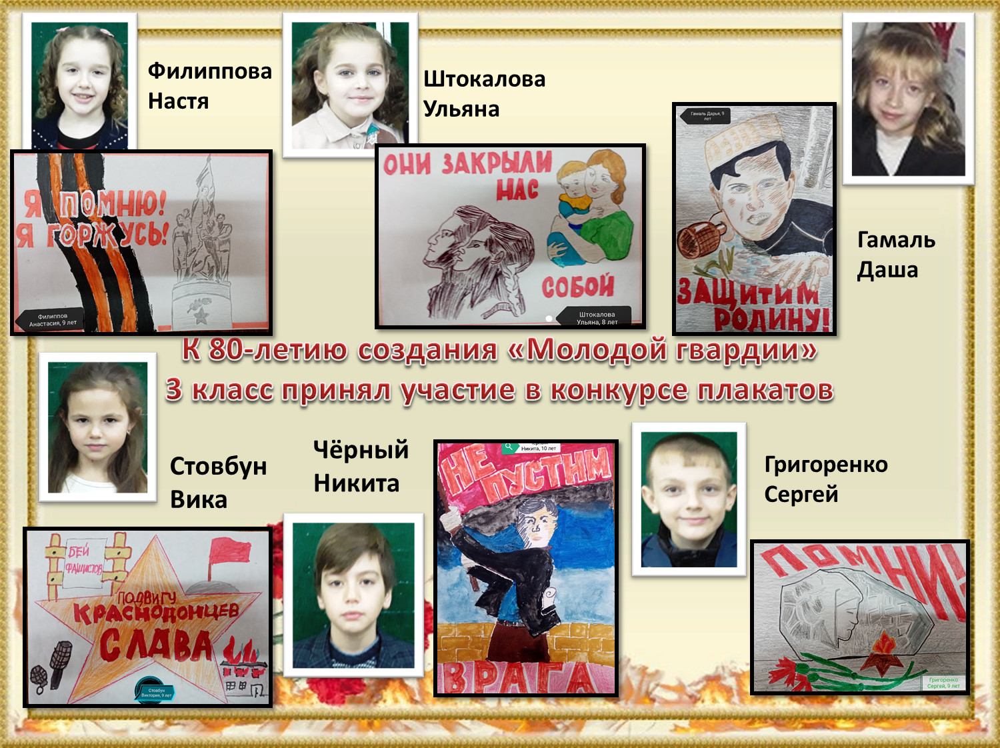 Филиппова
Настя
Штокалова
Ульяна
Гамаль Дарья, 9
лет
Я ПОМНЮ!
Я ГОРЖУСЬ!
Филиппов
Анастасия, 9 лет
ОНИ ЗАКРЫЛИ
НАС
СОБОЙ
Штокалова
Ульяна, 8 лет
ЗАЩИТИМ
РОДИНУ!
Гамаль
Даша
К 80-летию создания «Молодой гвардии»
3 класс принял участие в конкурсе плакатов
Стовбун
Вика
БЕЙ
ФАШИСТОВ
ПОДВИГУ
КРАСНОДОНЦЕВ
СЛАВА
Стовбун
Виктория, 9 лет
Чёрный
Никита
Никита, 10 лет
НЕ
ПУСТИМ
ВРАГА
Григоренко
Сергей
ПОМНИ!
Григоренко
Сергей, 9 лет